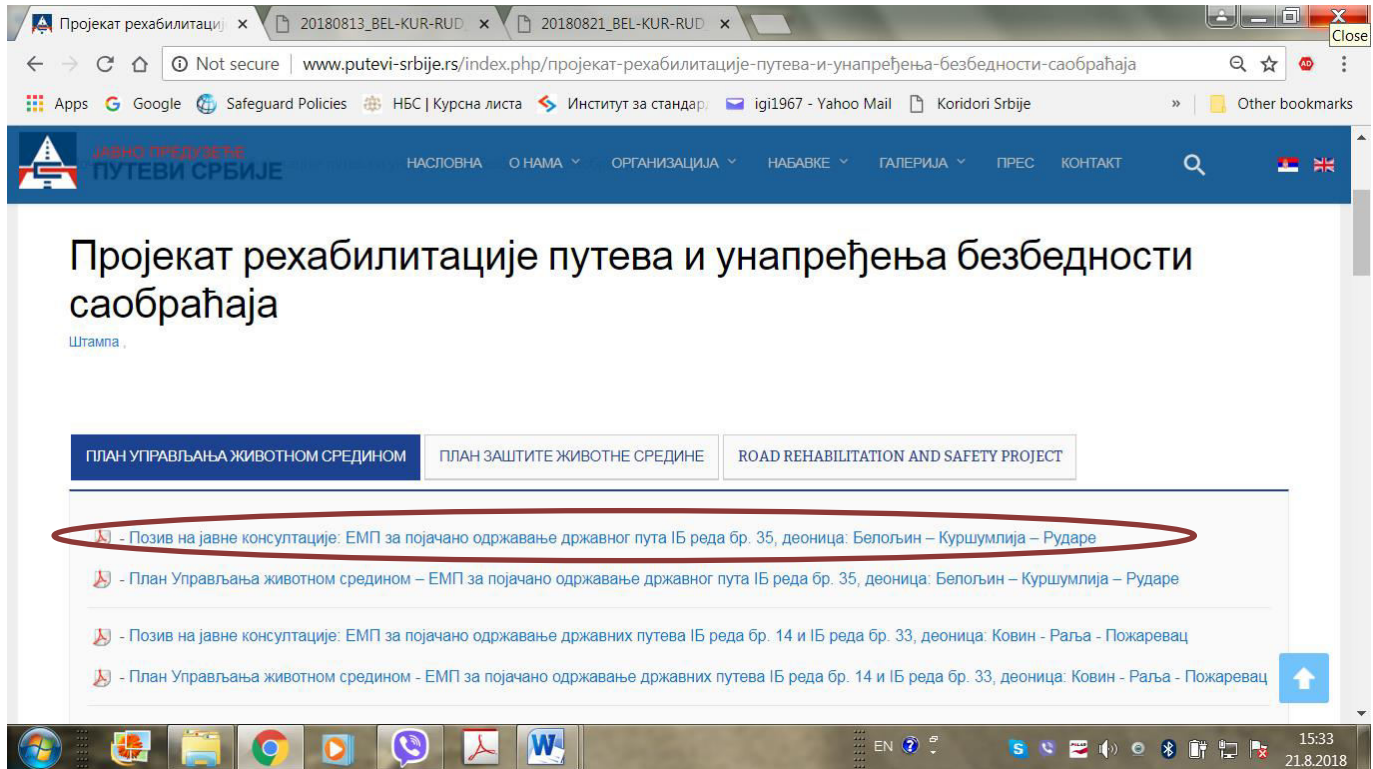 Пројекат рехабилитациј
20180813_BEL-KUR-RUD
20180821_BEL-KUR-RUD
Close
Not secure | www.putevi-srbije.rs/index.php/пројекат-рехабилитације-путева-и-унапређења-безбедности-саобраћаја
Apps Google Safeguard Policies НБС | Курсна листа Институт за стандар igi1967 - Yahoo Mail Koridori Srbije » Other bookmarks
ЈАВНО ПРЕДУЗЕЋЕ
ПУТЕВИ СРБИЈЕ
НАСЛОВНА О НАМА ОРГАНИЗАЦИЈА НАБАВКЕ ГАЛЕРИЈА ПРЕС КОНТАКТ
Пројекат рехабилитације путева и унапређења безбедности
саобраћаја
Штампа
ПЛАН УПРАВЉАЊА ЖИВОТНОМ СРЕДИНОМ
ПЛАН ЗАШТИТЕ ЖИВОТНЕ СРЕДИНЕ
ROAD REHABILITATION AND SAFETY PROJECT
- Позив на јавне консултације: ЕМП за појачано одржавање државног пута IБ реда бр. 35, деоница: Белољин – Куршумлија – Рударе
- План Управљања животном средином – ЕМП за појачано одржавање државног пута IБ реда бр. 35, деоница: Белољин – Куршумлија – Рударе
- Позив на јавне консултације: ЕМП за појачано одржавање државних путева IБ реда бр. 14 и IБ реда бр. 33, деоница: Ковин - Раља - Пожаревац
- План Управљања животном средином - ЕМП за појачано одржавање државних путева IБ реда бр. 14 и IБ реда бр. 33, деоница: Ковин - Раља - Пожаревац
EN
15:33
21.8.2018